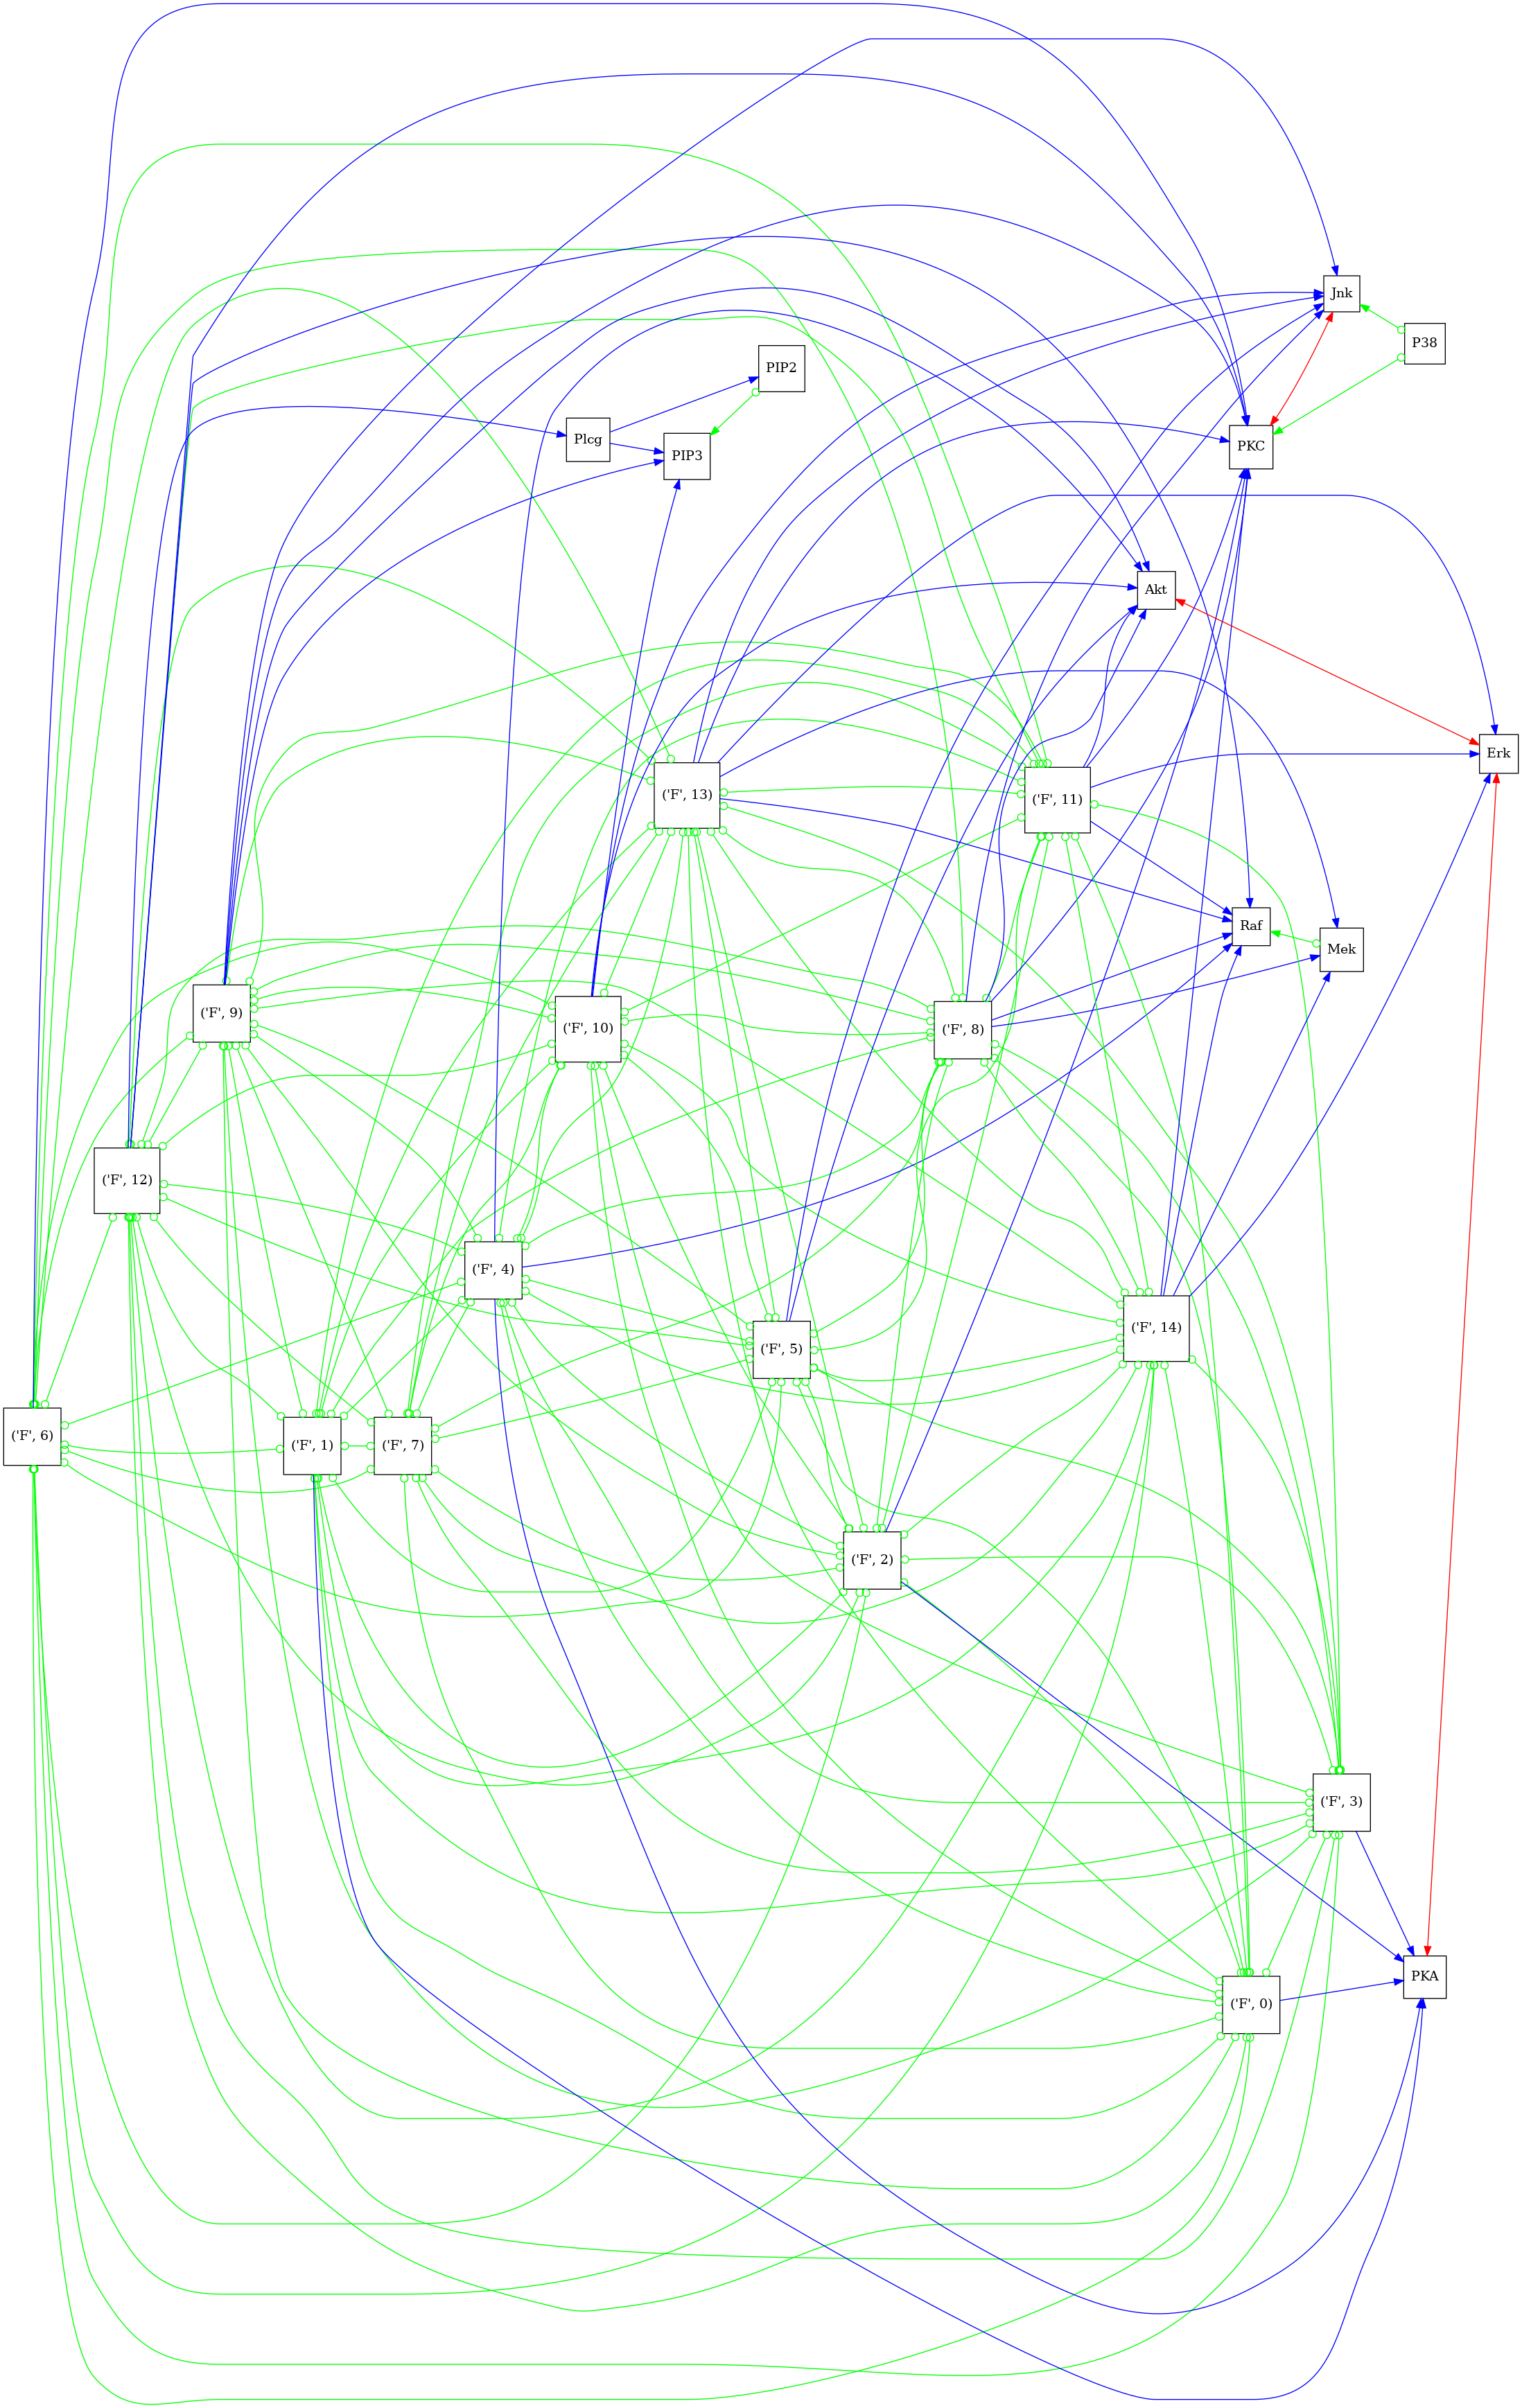 Jnk
P38
PIP2
Plcg
PKC
PIP3
Akt
Erk
('F', 13)
('F', 11)
Raf
Mek
('F', 9)
('F', 10)
('F', 8)
('F', 12)
('F', 4)
('F', 14)
('F', 5)
('F', 6)
('F', 1)
('F', 7)
('F', 2)
('F', 3)
PKA
('F', 0)